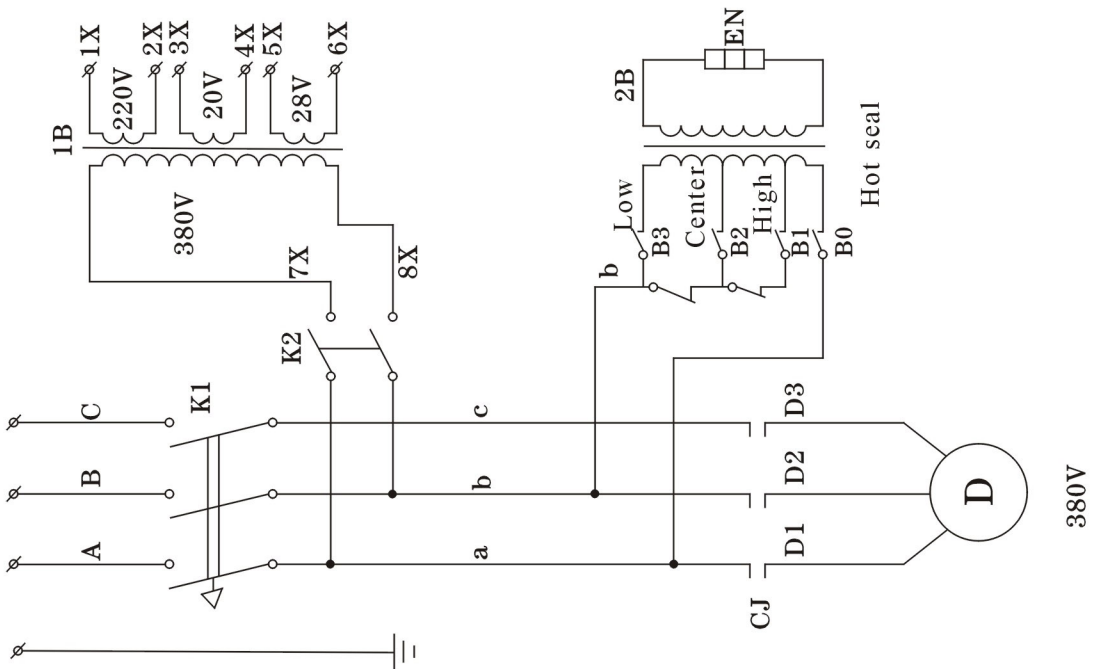 1X
2X
3X
4X
5X
6X
220V
20V
28V
1B
380V
7X
8X
K2
EN
2B
Hot seal
Low
Center
High
B3
B2
B1
B0
b
C
B
A
K1
c
b
a
D3
D2
D1
CJ
D
380V